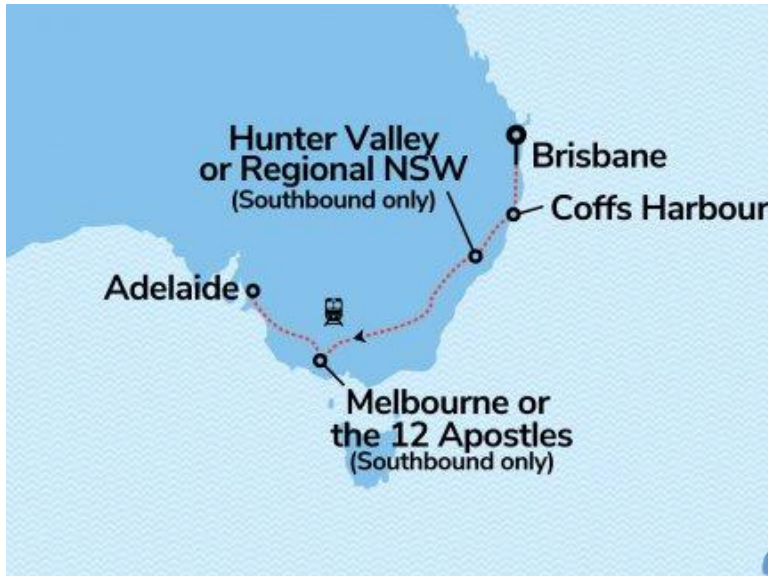 Hunter Valley
or Regional NSW
(Southbound only)
Brisbane
Coffs Harbour
Adelaide
Melbourne or
the 12 Apostles
(Southbound only)